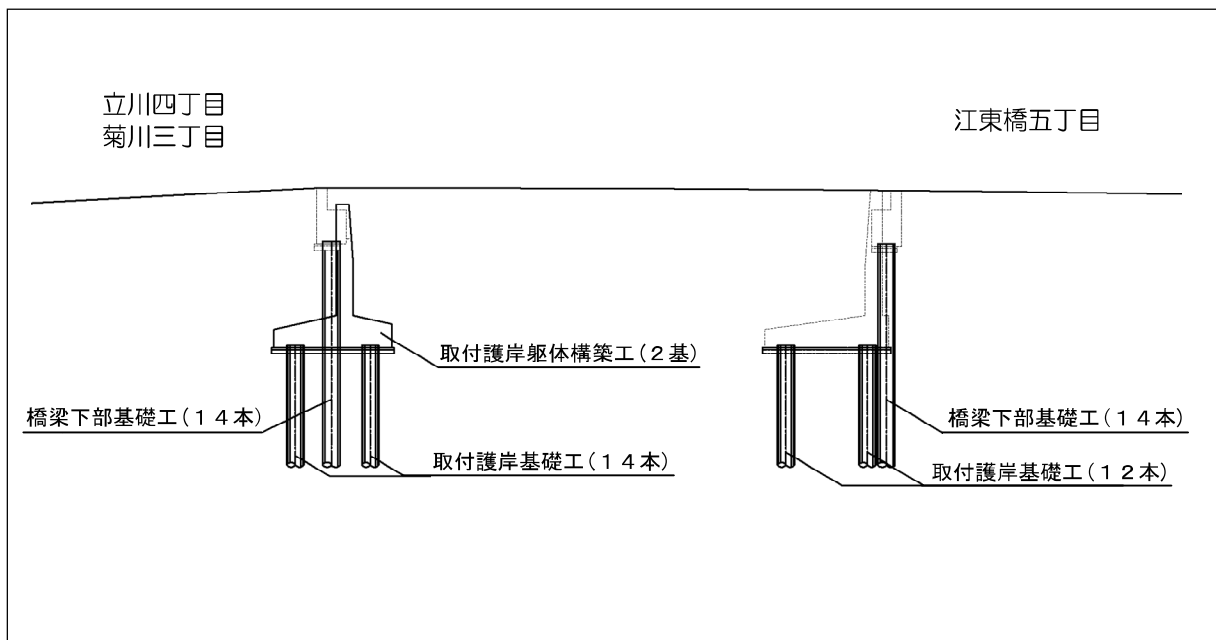 立川四丁目
菊川三丁目
江東橋五丁目
取付護岸躯体構築工(2基)
橋梁下部基礎工(14本)
取付護岸基礎工(14本)
橋梁下部基礎工(14本)
取付護岸基礎工(12本)